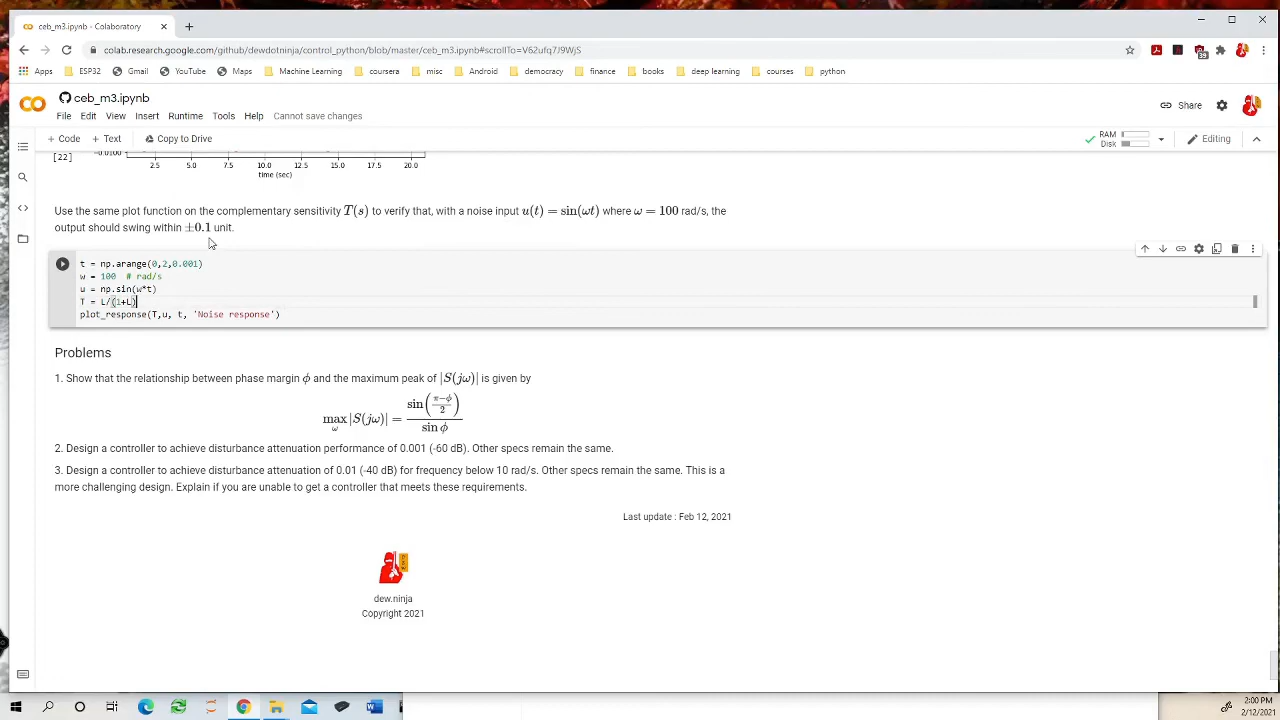 ceb_m3.ipynb - Colaboratory
colab.research.google.com/github/dewdotninja/control_python/blob/master/ceb_m3.ipynb#scrollTo=V62ufq7J9WjS
Apps ESP32 Gmail YouTube Maps Machine Learning coursera misc Android democracy finance books deep learning courses python
ceb_m3.ipynb
Share
File Edit View Insert Runtime Tools Help Cannot save changes
+ Code + Text Copy to Drive RAM Disk Editing
[22]
−0.0100
2.5 5.0 7.5 10.0 12.5 15.0 17.5 20.0
time (sec)
Use the same plot function on the complementary sensitivity T(s) to verify that, with a noise input u(t) = sin(ωt) where ω = 100 rad/s, the
output should swing within ±0.1 unit.
t = np.arange(0,2,0.001)
w = 100  # rad/s
u = np.sin(w*t)
T = L/(1+L)
plot_response(T,u, t, 'Noise response')
Problems
1. Show that the relationship between phase margin ϕ and the maximum peak of |S(jω)| is given by
max_ω |S(jω)| = sin((π−ϕ)/2) / sin ϕ
2. Design a controller to achieve disturbance attenuation performance of 0.001 (-60 dB). Other specs remain the same.
3. Design a controller to achieve disturbance attenuation of 0.01 (-40 dB) for frequency below 10 rad/s. Other specs remain the same. This is a
more challenging design. Explain if you are unable to get a controller that meets these requirements.
Last update : Feb 12, 2021
dew.ninja
Copyright 2021
2:00 PM
2/12/2021